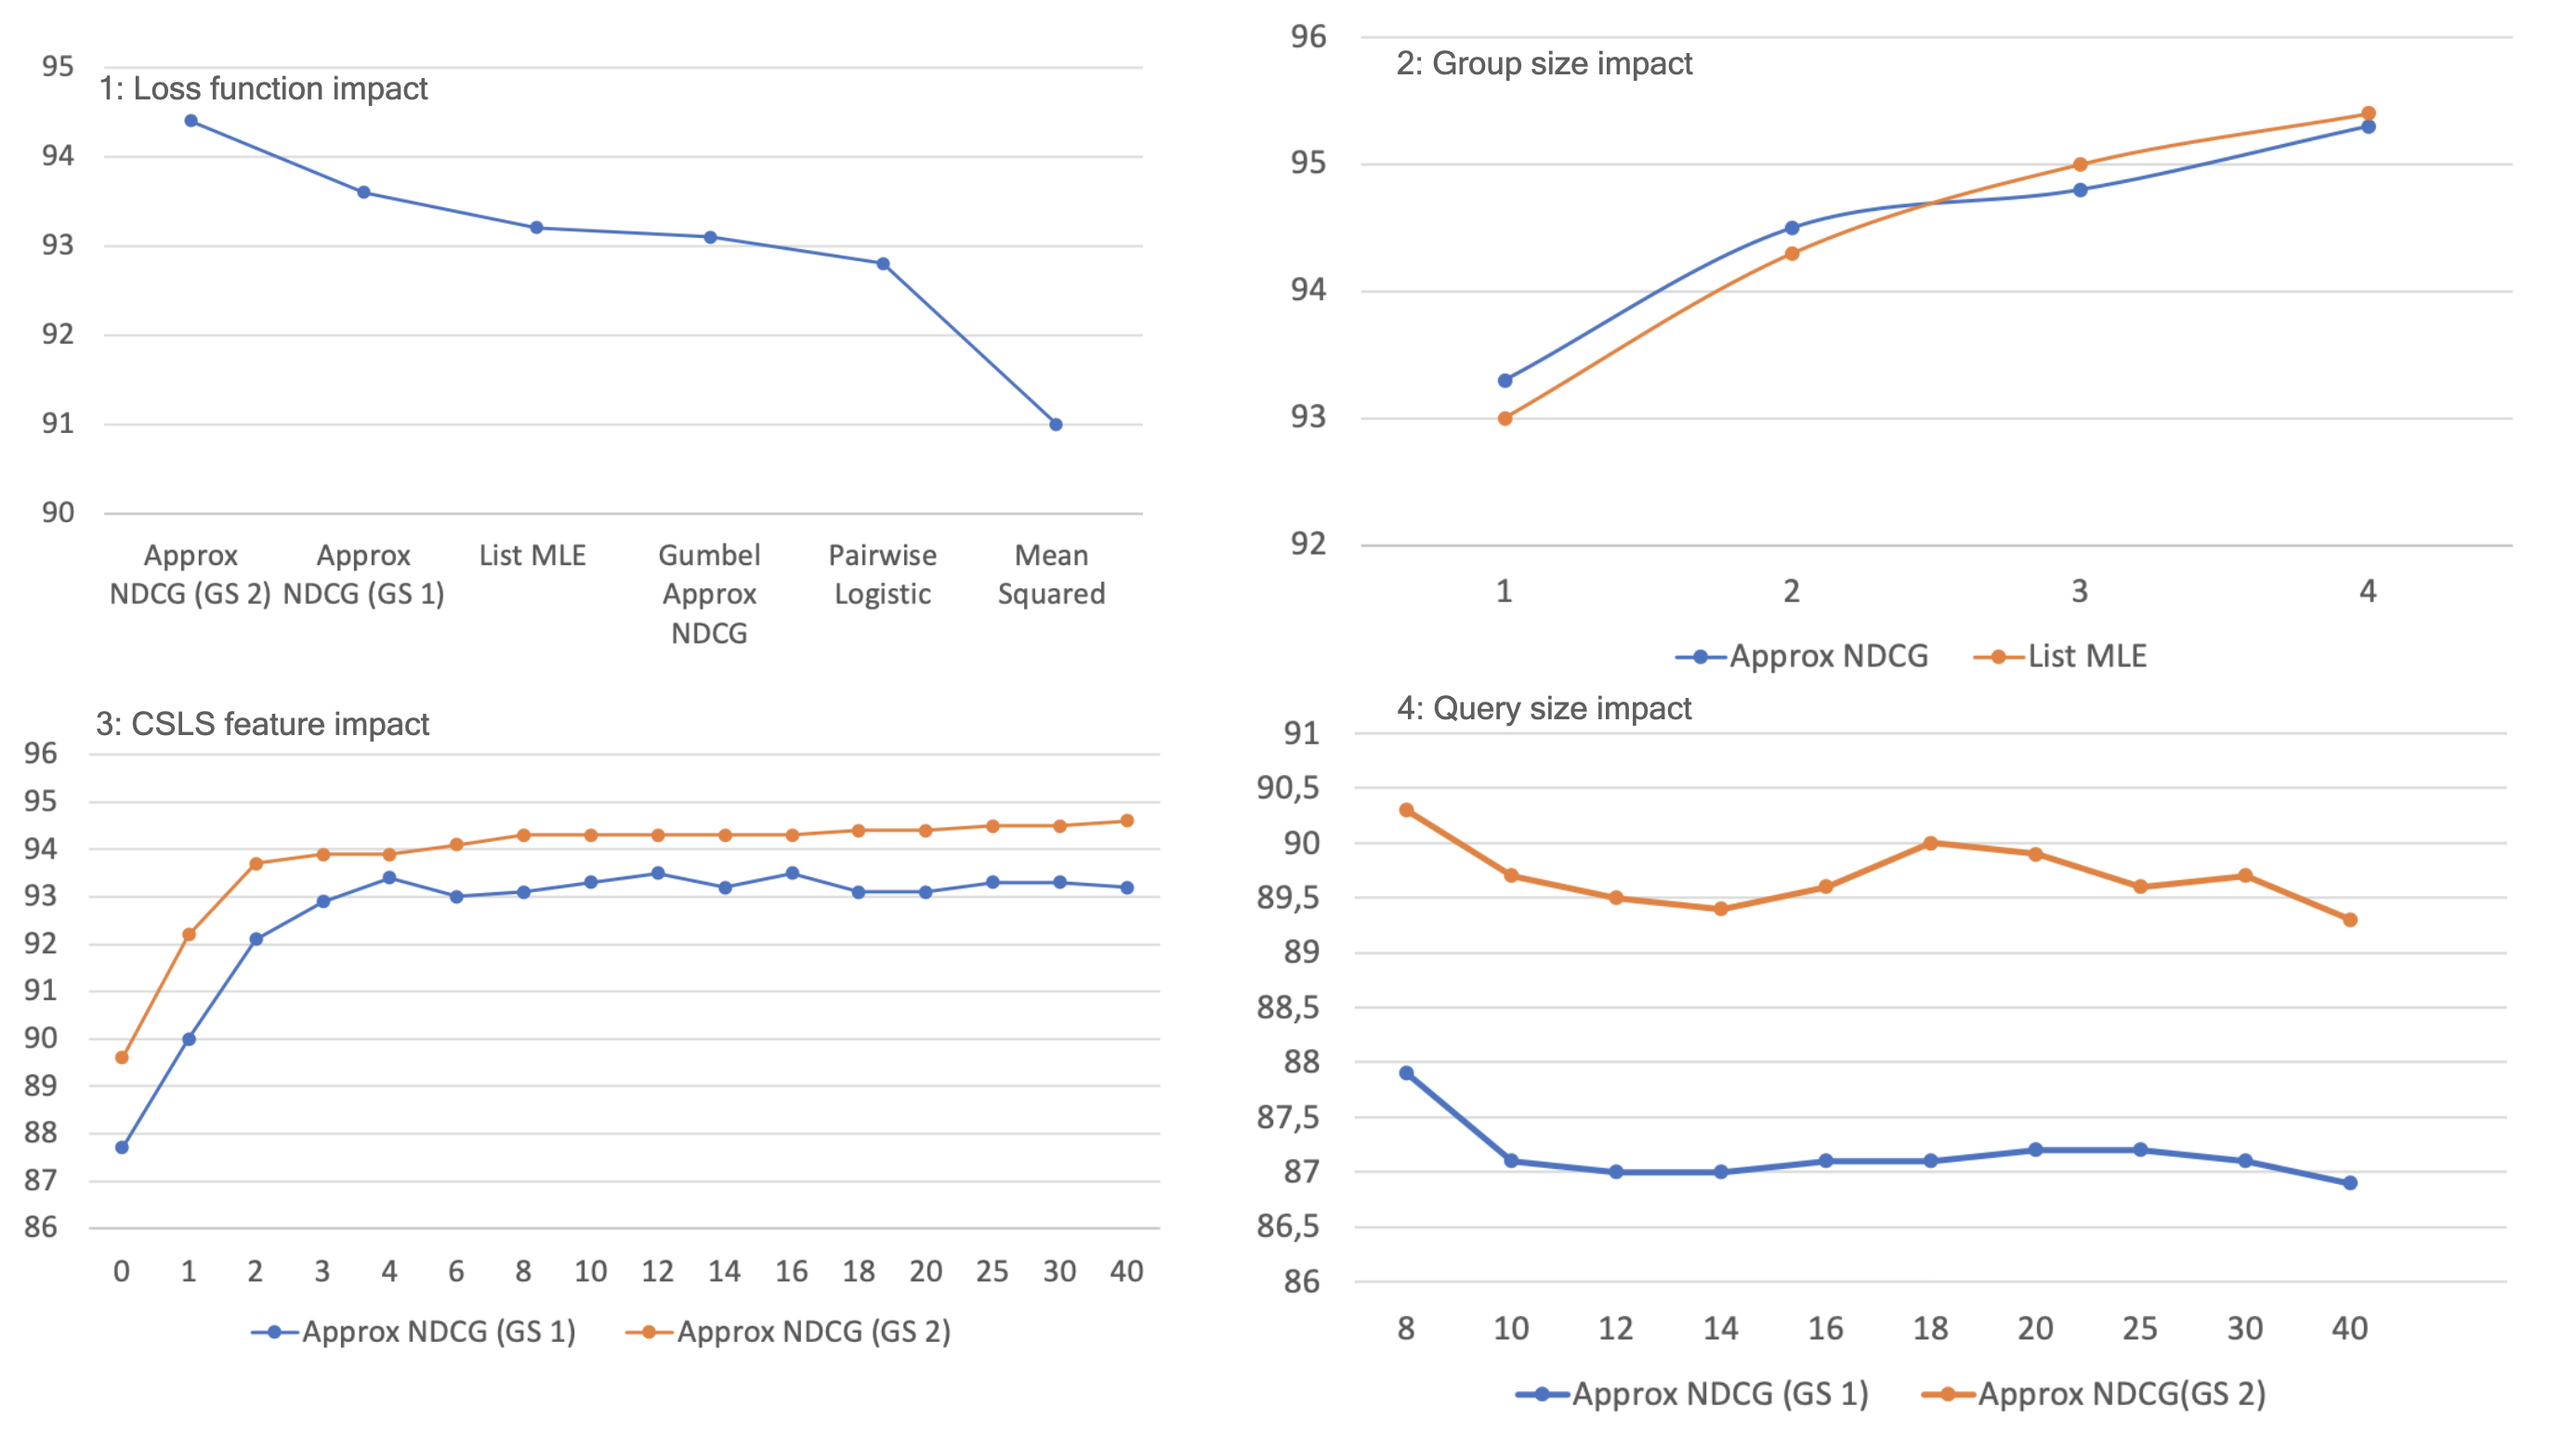 1: Loss function impact
95
94
93
92
91
90
Approx NDCG (GS 2)
Approx NDCG (GS 1)
List MLE
Gumbel Approx NDCG
Pairwise Logistic
Mean Squared
2: Group size impact
96
95
94
93
92
1 2 3 4
Approx NDCG List MLE
3: CSLS feature impact
96
95
94
93
92
91
90
89
88
87
86
0 1 2 3 4 6 8 10 12 14 16 18 20 25 30 40
Approx NDCG (GS 1) Approx NDCG (GS 2)
4: Query size impact
91
90,5
90
89,5
89
88,5
88
87,5
87
86,5
86
8 10 12 14 16 18 20 25 30 40
Approx NDCG (GS 1) Approx NDCG(GS 2)